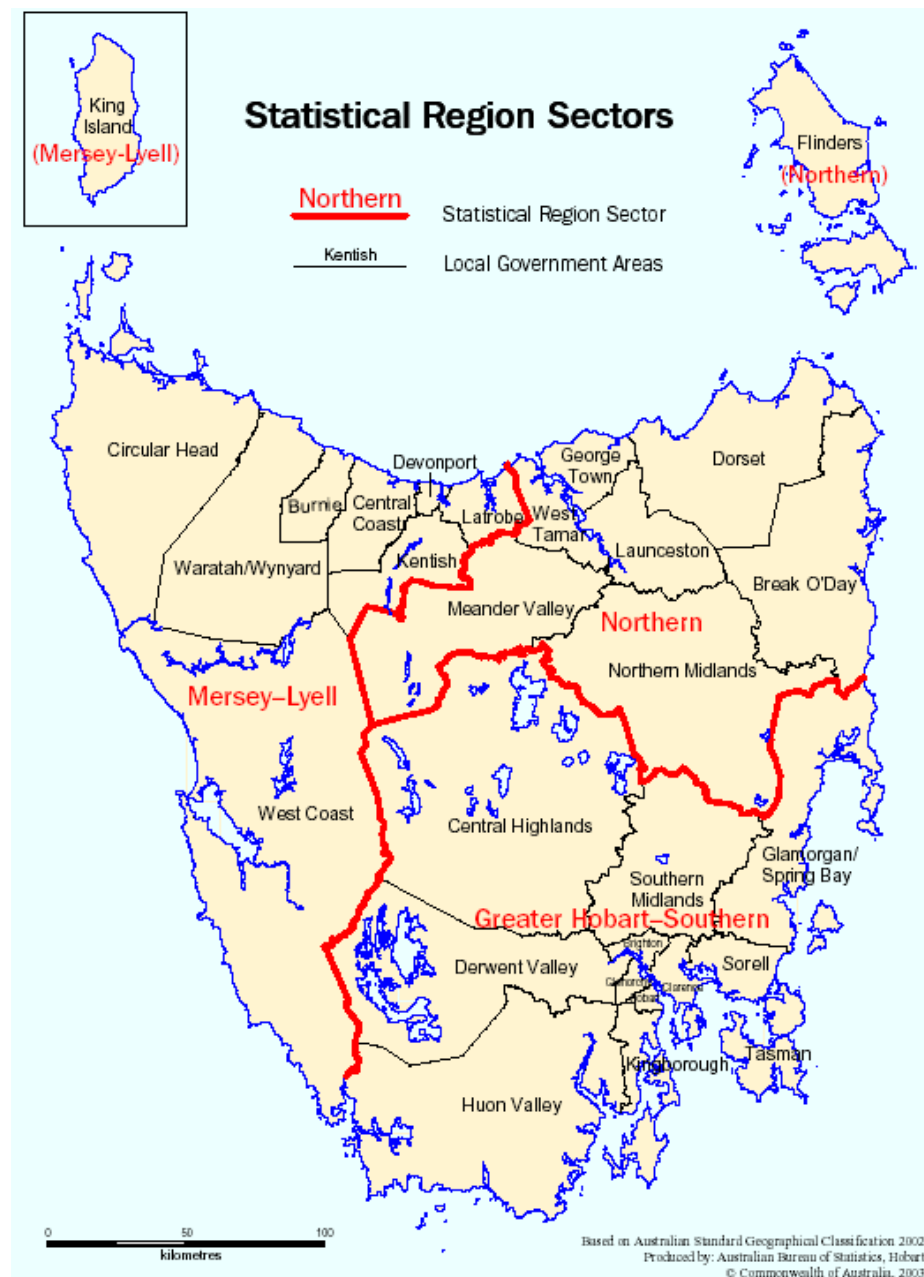 King
Island
(Mersey-Lyell)
Statistical Region Sectors
Flinders
(Northern)
Northern
Statistical Region Sector
Kentish
Local Government Areas
Circular Head
Devonport
George
Town
Dorset
Burnie
Central
Coast
Latrobe
West
Tamar
Launceston
Waratah/Wynyard
Kentish
Break O'Day
Meander Valley
Northern
Northern Midlands
Mersey–Lyell
West Coast
Central Highlands
Glamorgan/
Spring Bay
Southern
Midlands
Greater Hobart–Southern
Brighton
Derwent Valley
Sorell
Glenorchy
Hobart
Clarence
Kingborough
Tasman
Huon Valley
0 50 100
kilometres
Based on Australian Standard Geographical Classification 2002
Produced by: Australian Bureau of Statistics, Hobart
© Commonwealth of Australia, 2003